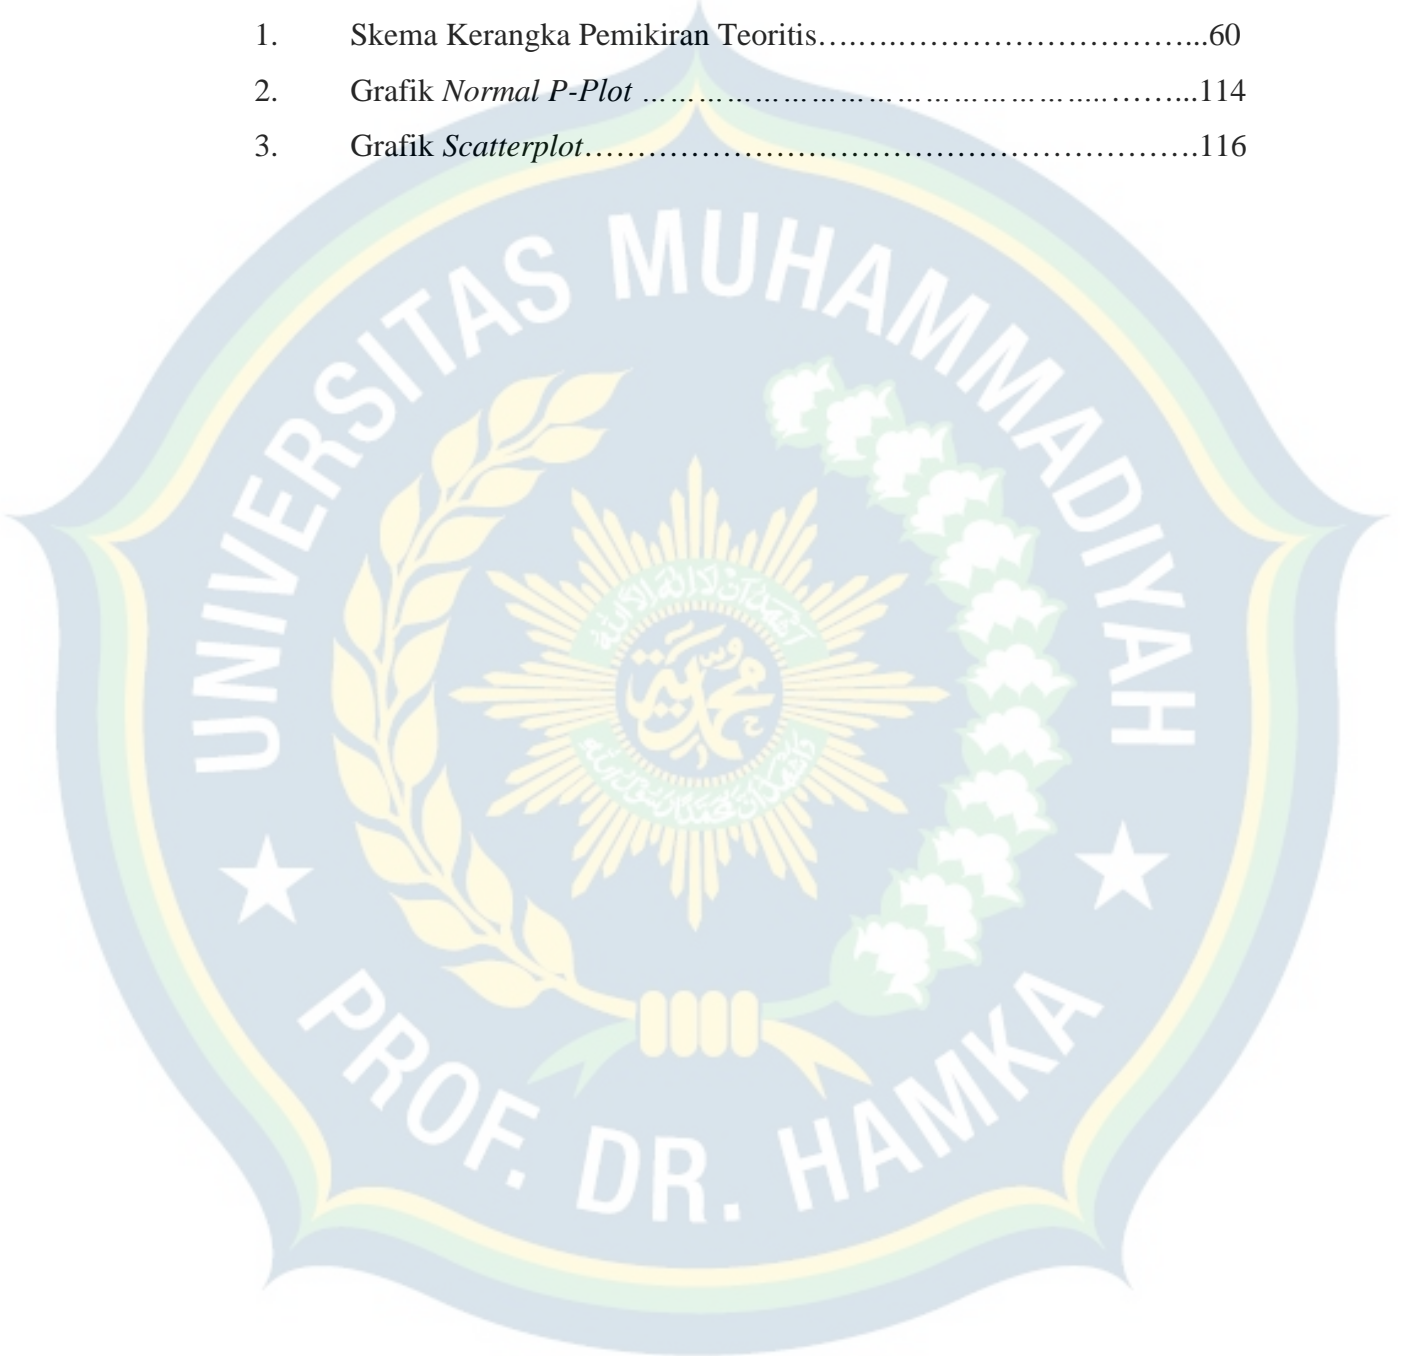 1. Skema Kerangka Pemikiran Teoritis….…..………………………...60
2. Grafik Normal P-Plot …………………………………………..………...114
3. Grafik Scatterplot………………………………………………….116
UNIVERSITAS MUHAMMADIYAH
PROF. DR. HAMKA